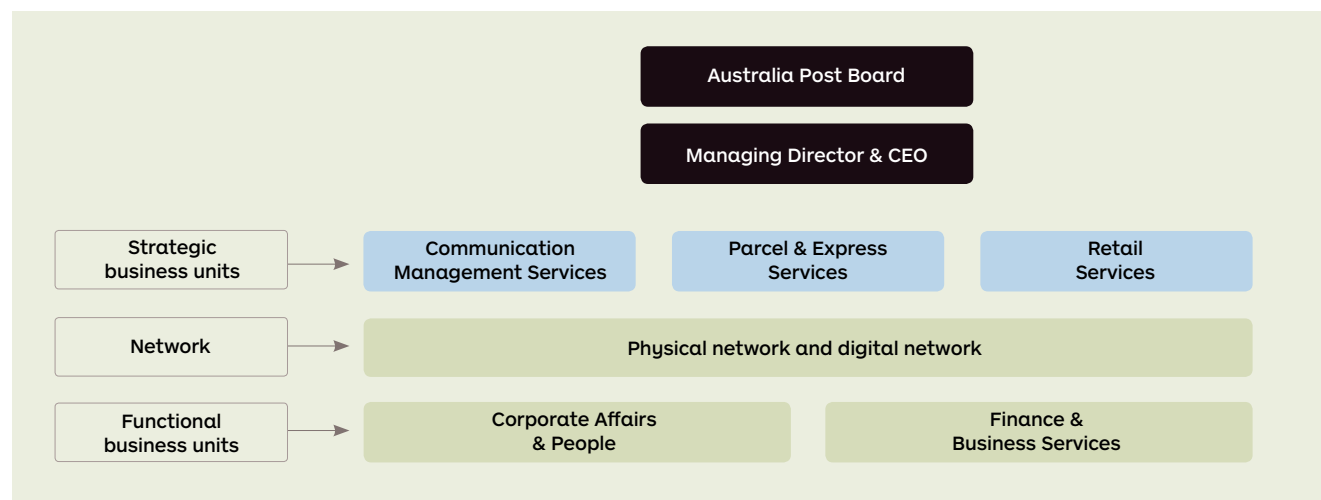 Australia Post Board
Managing Director & CEO
Strategic
business units
Communication
Management Services
Parcel & Express
Services
Retail
Services
Network
Physical network and digital network
Functional
business units
Corporate Affairs
& People
Finance &
Business Services